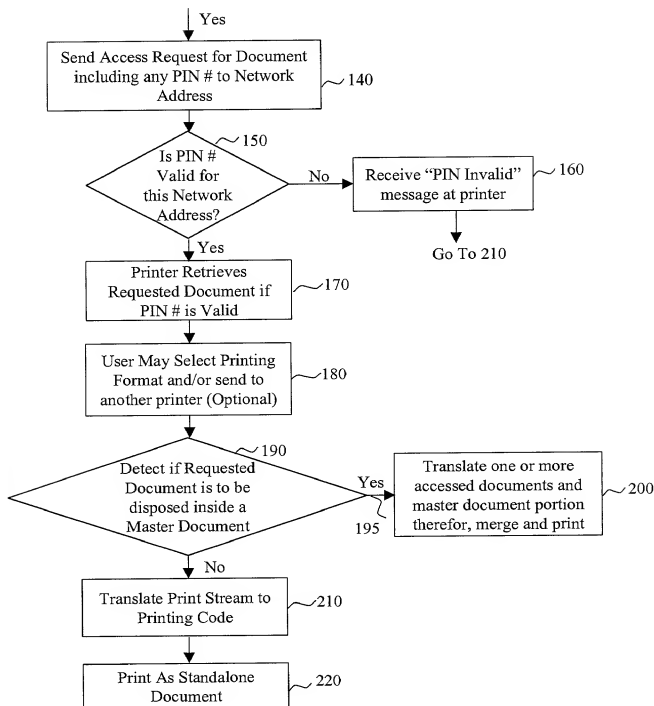 Yes
Send Access Request for Document
including any PIN # to Network
Address
140
150
Is PIN #
Valid for
this Network
Address?
No
Receive “PIN Invalid”
message at printer
160
Go To 210
Yes
Printer Retrieves
Requested Document if
PIN # is Valid
170
User May Select Printing
Format and/or send to
another printer (Optional)
180
190
Detect if Requested
Document is to be
disposed inside a
Master Document
Yes
195
Translate one or more
accessed documents and
master document portion
therefor, merge and print
200
No
Translate Print Stream to
Printing Code
210
Print As Standalone
Document
220